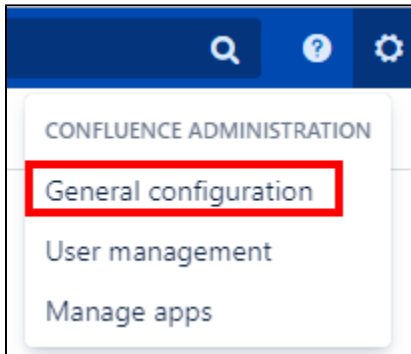 CONFLUENCE ADMINISTRATION
General configuration
User management
Manage apps